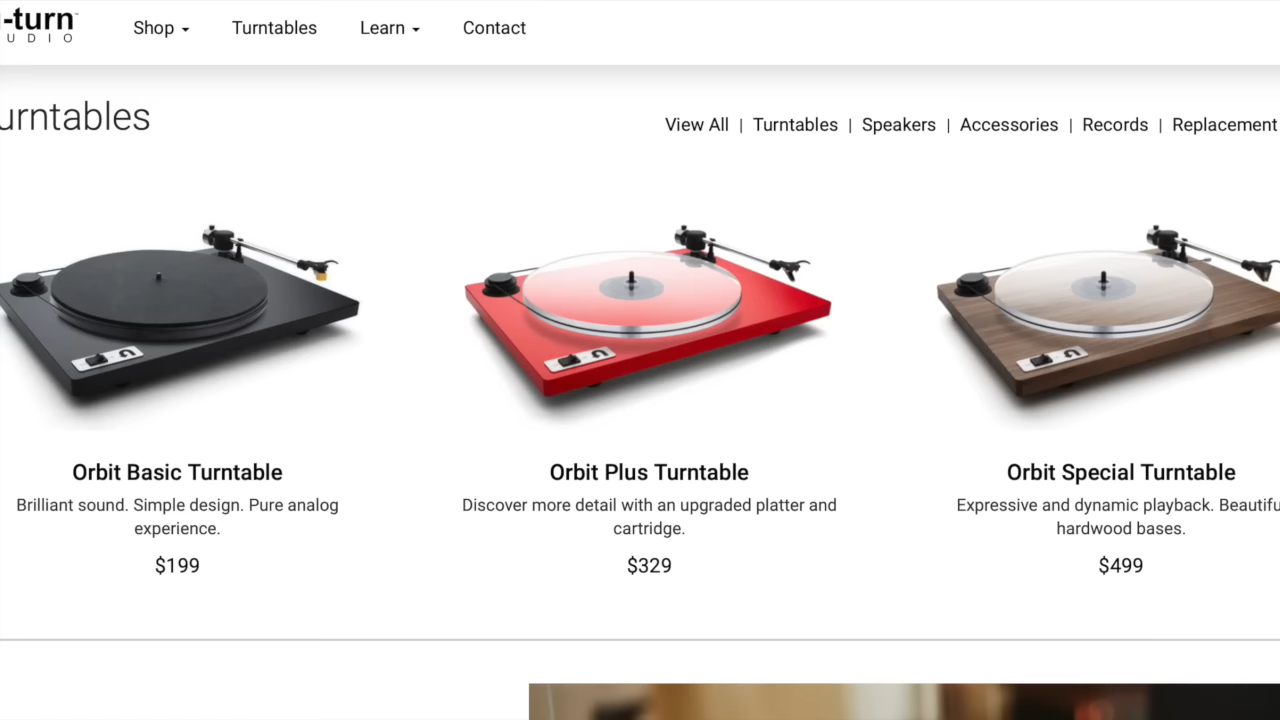 -turn
U D I O
Shop
Turntables
Learn
Contact
urntables
View All | Turntables | Speakers | Accessories | Records | Replacement
Orbit Basic Turntable
Brilliant sound. Simple design. Pure analog
experience.
$199
Orbit Plus Turntable
Discover more detail with an upgraded platter and
cartridge.
$329
Orbit Special Turntable
Expressive and dynamic playback. Beautifu
hardwood bases.
$499